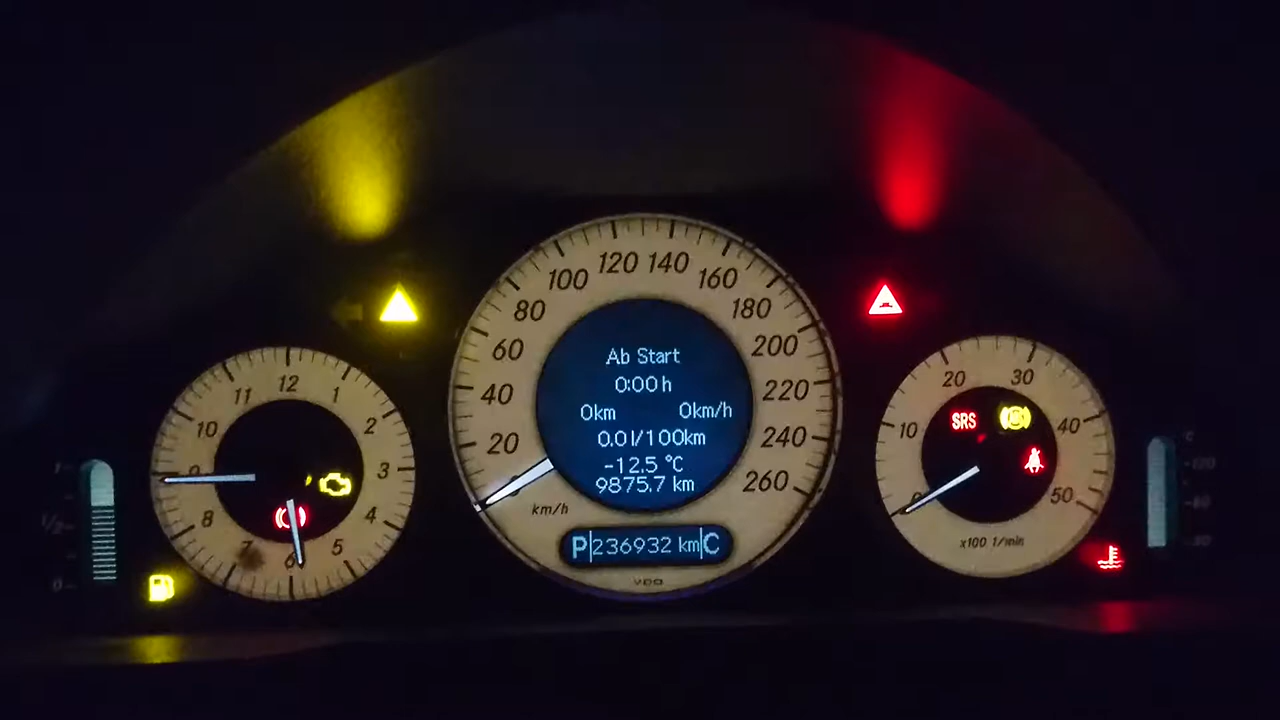 120 140
100 160
80 180
60 200
40 220
20 240
260
km/h
Ab Start
0:00 h
0km 0km/h
0.0l/100km
-12.5 °C
9875.7 km
P 236932 km C
VDO
12
11 1
10 2
9 3
8 4
7 5
6
1/2
0
20 30
10 40
0 50
x100 1/min
SRS